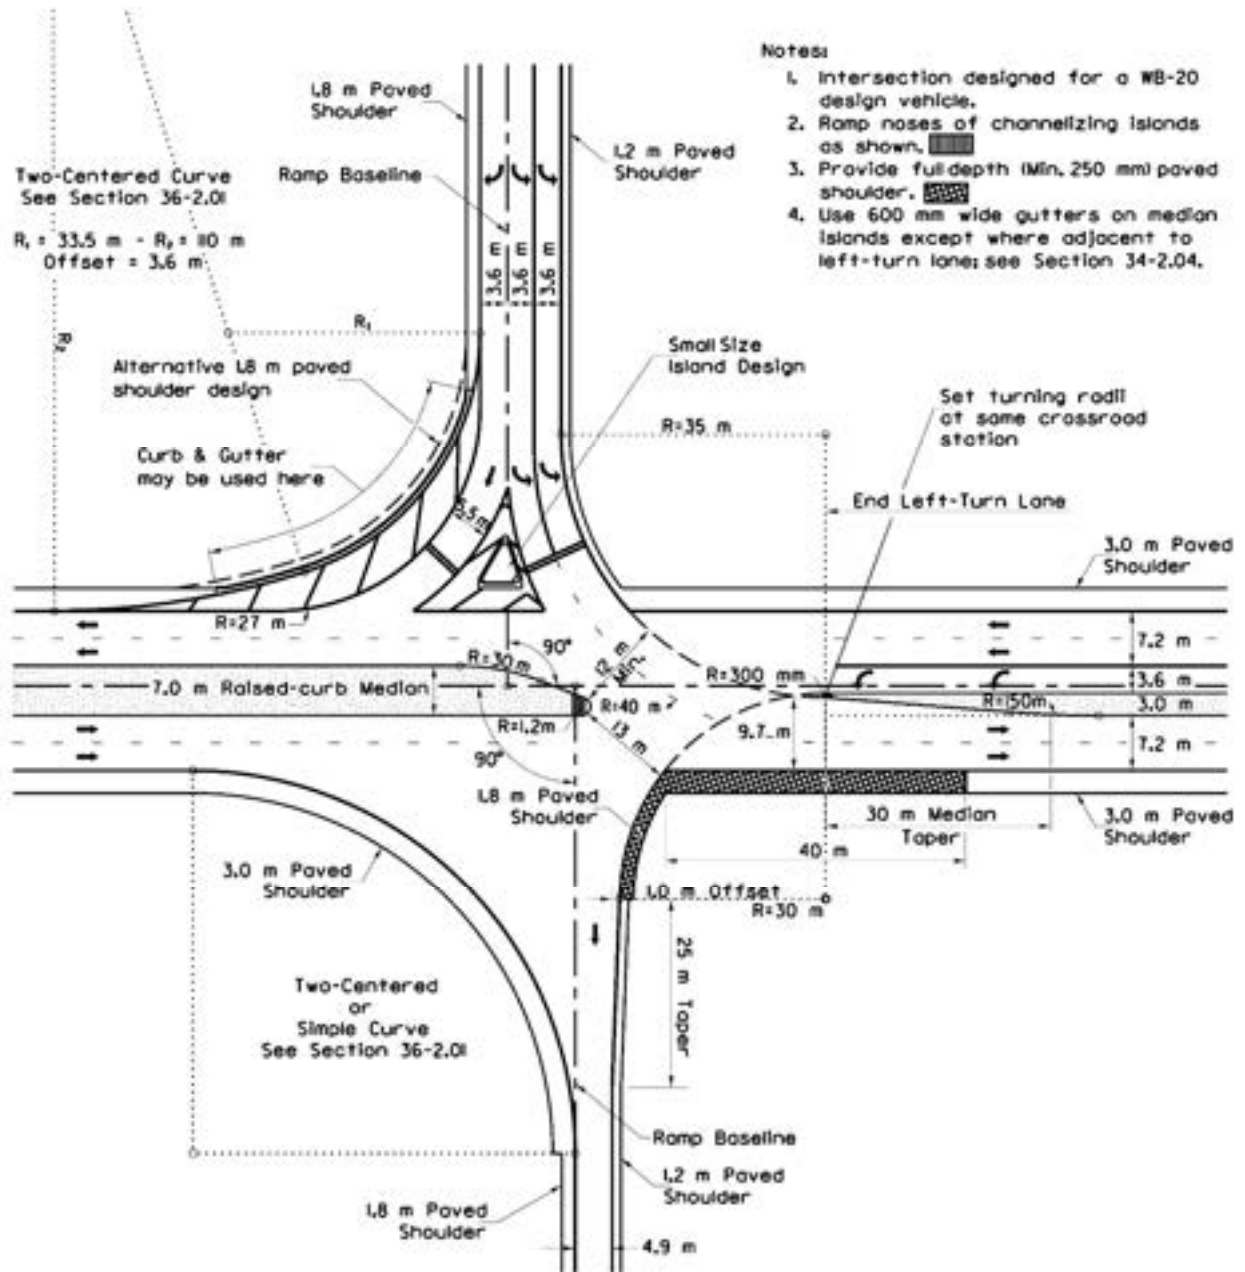 Notes:
1. Intersection designed for a WB-20
design vehicle.
2. Ramp noses of channelizing islands
as shown.
3. Provide full depth (Min. 250 mm) paved
shoulder.
4. Use 600 mm wide gutters on median
islands except where adjacent to
left-turn lane; see Section 34-2.04.
1.8 m Paved
Shoulder
Ramp Baseline
1.2 m Paved
Shoulder
Two-Centered Curve
See Section 36-2.01
R₁ = 33.5 m - R₂ = 110 m
Offset = 3.6 m
3.6 m
3.6 m
3.6 m
R₁
R₂
Alternative 1.8 m paved
shoulder design
Curb & Gutter
may be used here
Small Size
Island Design
R=35 m
Set turning radii
at same crossroad
station
End Left-Turn Lane
3.0 m Paved
Shoulder
5.5 m
R=27 m
R=30 m
90°
12 m
Min.
R=300 mm
7.2 m
3.6 m
3.0 m
7.2 m
7.0 m Raised-curb Median
R=40 m
R=1.2m
13 m
9.7 m
R=150m
90°
1.8 m Paved
Shoulder
30 m Median
Taper
3.0 m Paved
Shoulder
40 m
3.0 m Paved
Shoulder
1.0 m Offset
R=30 m
25 m Taper
Two-Centered
or
Simple Curve
See Section 36-2.01
Ramp Baseline
1.2 m Paved
Shoulder
1.8 m Paved
Shoulder
4.9 m